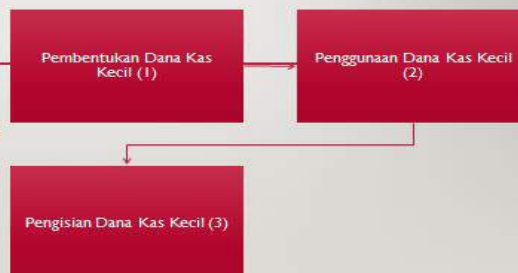 Pembentukan Dana Kas
Kecil (1)
Penggunaan Dana Kas Kecil
(2)
Pengisian Dana Kas Kecil (3)